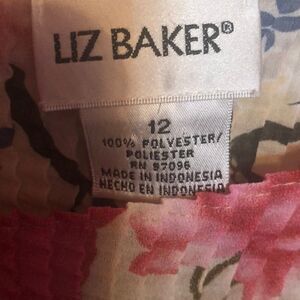 LIZ BAKER®
12
100% POLYESTER/
POLIESTER
RN 57096
MADE IN INDONESIA
HECHO EN INDONESIA